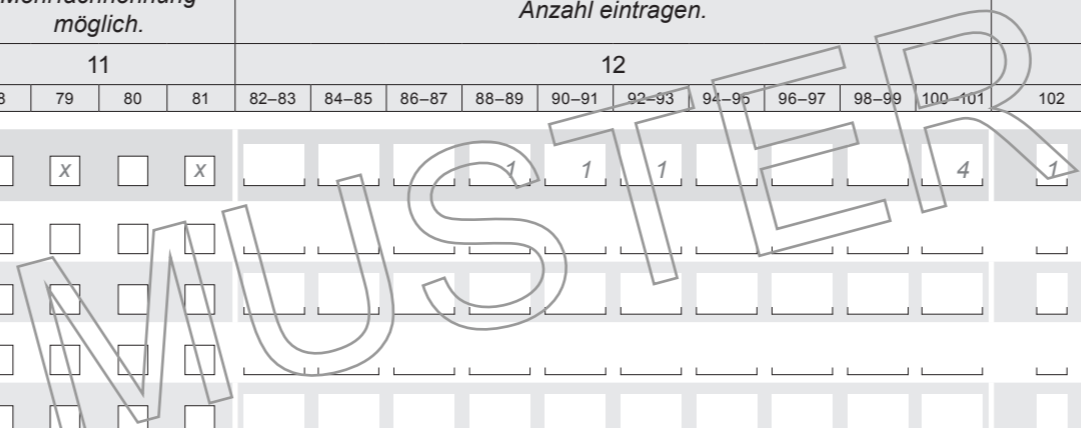 Mehrfachnennung
möglich.
Anzahl eintragen.
11 12
79 80 81 82–83 84–85 86–87 88–89 90–91 92–93 94–95 96–97 98–99 100–101 102
x x 1 1 1 4 1
MUSTER